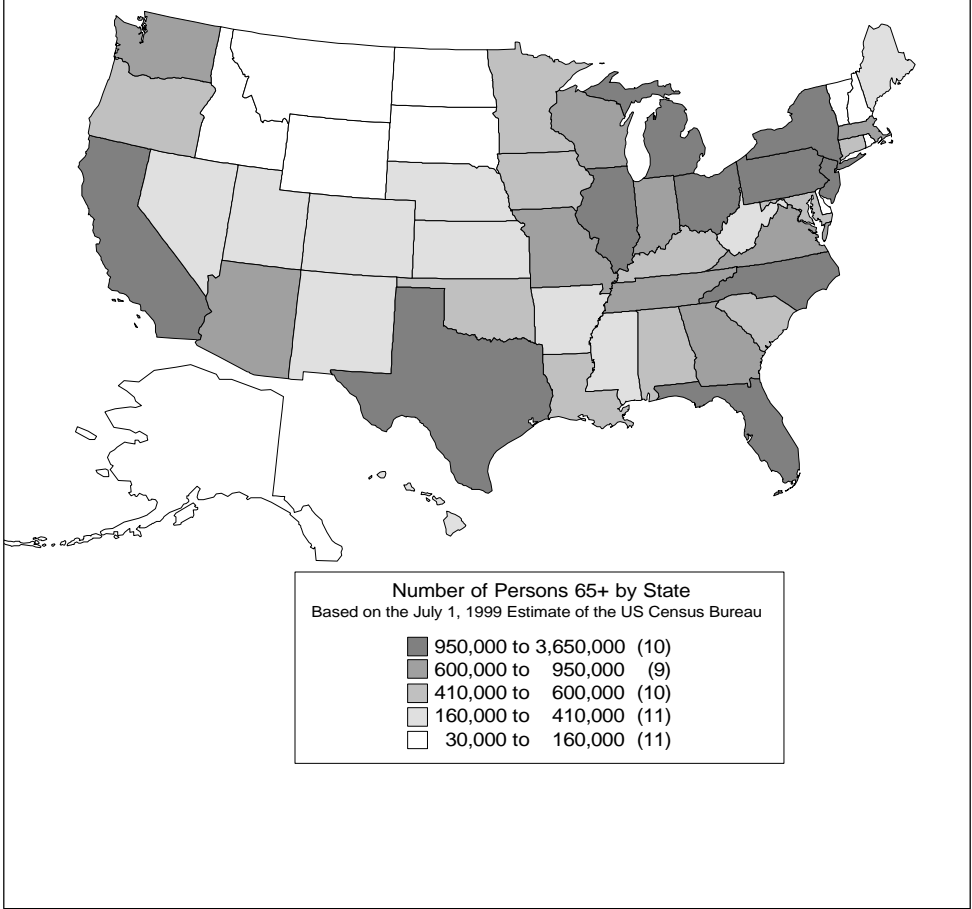 Number of Persons 65+ by State
Based on the July 1, 1999 Estimate of the US Census Bureau
950,000 to 3,650,000 (10)
600,000 to 950,000 (9)
410,000 to 600,000 (10)
160,000 to 410,000 (11)
30,000 to 160,000 (11)